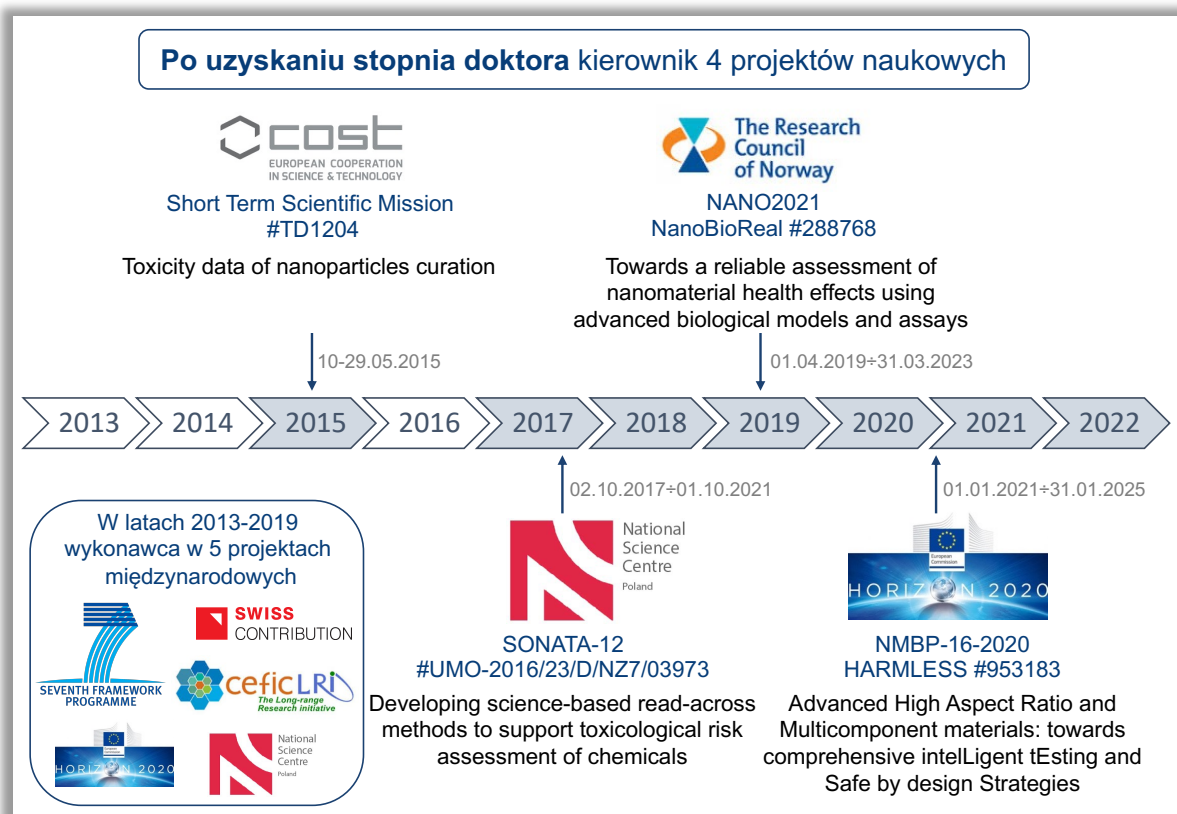 Po uzyskaniu stopnia doktora kierownik 4 projektów naukowych
cost
EUROPEAN COOPERATION
IN SCIENCE & TECHNOLOGY
Short Term Scientific Mission
#TD1204
Toxicity data of nanoparticles curation
The Research
Council
of Norway
NANO2021
NanoBioReal #288768
Towards a reliable assessment of
nanomaterial health effects using
advanced biological models and assays
10-29.05.2015
01.04.2019÷31.03.2023
2013
2014
2015
2016
2017
2018
2019
2020
2021
2022
02.10.2017÷01.10.2021
01.01.2021÷31.01.2025
W latach 2013-2019
wykonawca w 5 projektach
międzynarodowych
7
SEVENTH FRAMEWORK
PROGRAMME
SWISS
CONTRIBUTION
cefic LRi
The Long-range
Research initiative
European
Commission
HORIZON 2020
National
Science
Centre
Poland
National
Science
Centre
Poland
SONATA-12
#UMO-2016/23/D/NZ7/03973
Developing science-based read-across
methods to support toxicological risk
assessment of chemicals
European
Commission
HORIZON 2020
NMBP-16-2020
HARMLESS #953183
Advanced High Aspect Ratio and
Multicomponent materials: towards
comprehensive intelLigent tEsting and
Safe by design Strategies